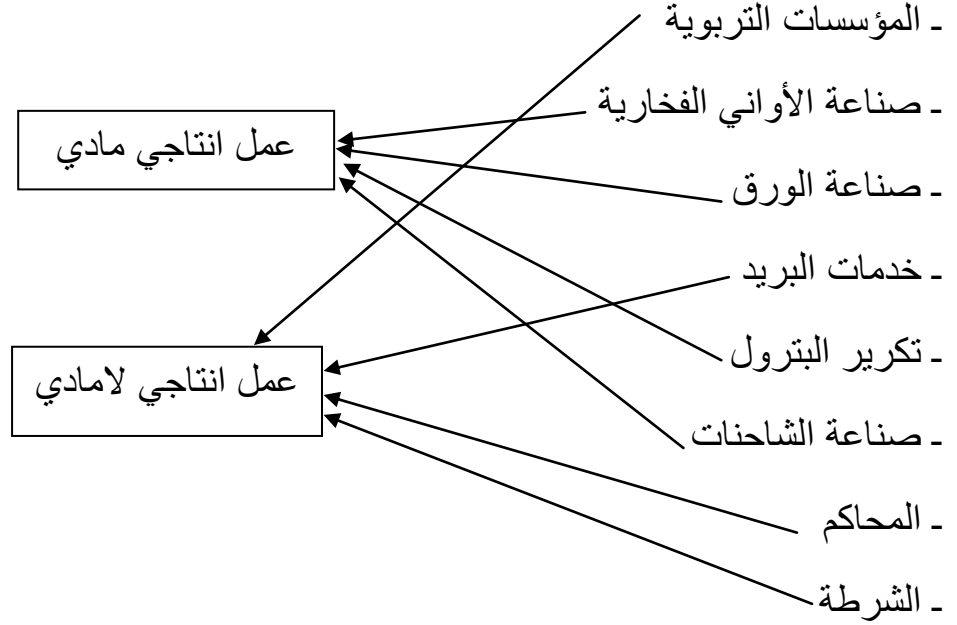 ـ المؤسسات التربوية
ـ صناعة الأواني الفخارية
عمل انتاجي مادي
ـ صناعة الورق
ـ خدمات البريد
ـ تكرير البترول
عمل انتاجي لامادي
ـ صناعة الشاحنات
ـ المحاكم
ـ الشرطة